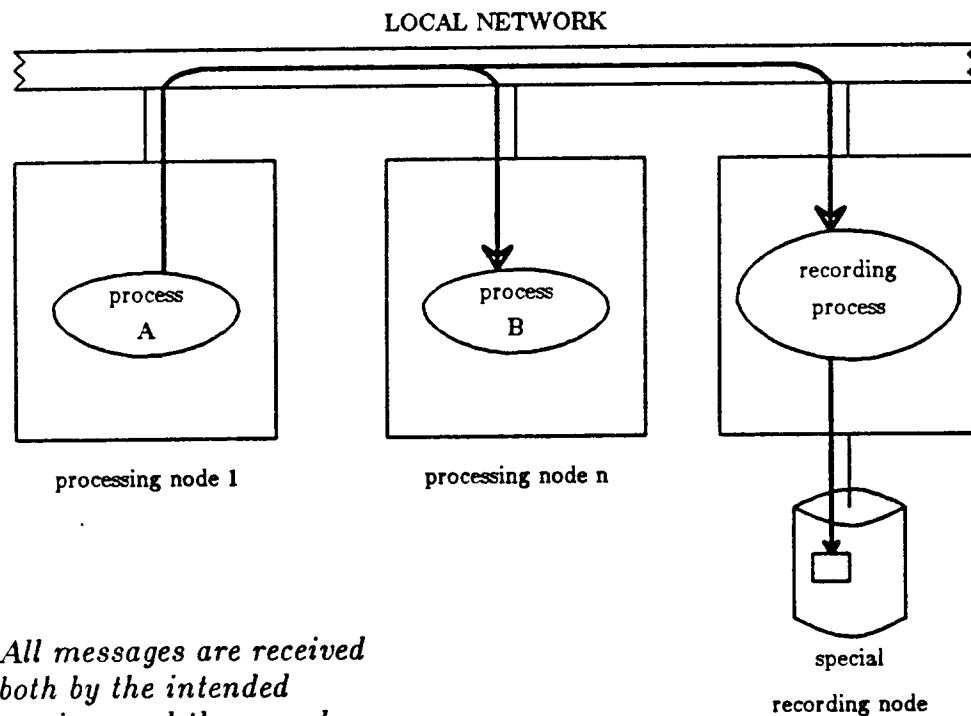 LOCAL NETWORK
process
A
process
B
recording
process
processing node 1
processing node n
special
recording node
All messages are received
both by the intended